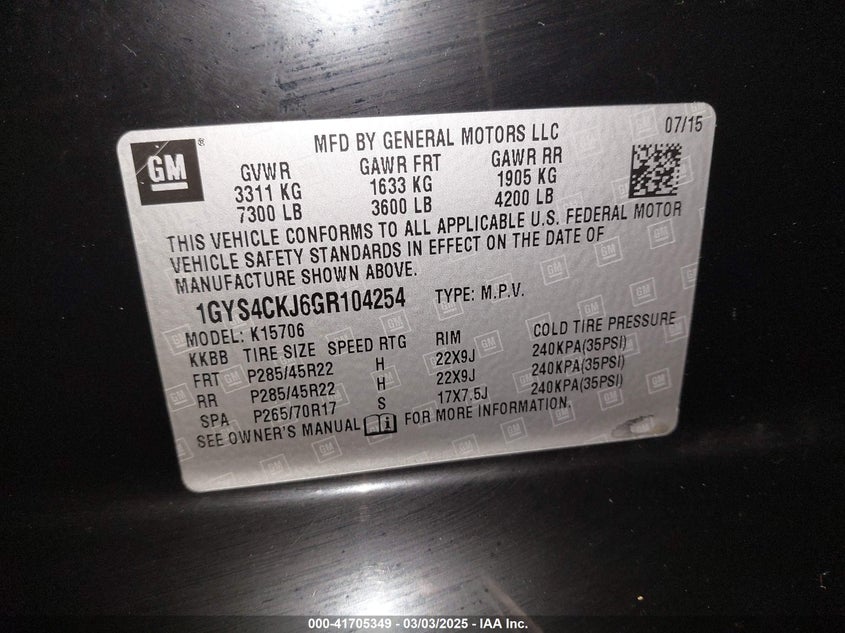 GM
®
MFD BY GENERAL MOTORS LLC
07/15
GVWR GAWR FRT GAWR RR
3311 KG 1633 KG 1905 KG
7300 LB 3600 LB 4200 LB
THIS VEHICLE CONFORMS TO ALL APPLICABLE U.S. FEDERAL MOTOR
VEHICLE SAFETY STANDARDS IN EFFECT ON THE DATE OF
MANUFACTURE SHOWN ABOVE.
1GYS4CKJ6GR104254 TYPE: M.P.V.
MODEL: K15706
KKBB TIRE SIZE SPEED RTG RIM COLD TIRE PRESSURE
FRT P285/45R22 H 22X9J 240KPA(35PSI)
RR P285/45R22 H 22X9J 240KPA(35PSI)
SPA P265/70R17 S 17X7.5J 240KPA(35PSI)
SEE OWNER'S MANUAL i FOR MORE INFORMATION.
000-41705349 - 03/03/2025 - IAA Inc.